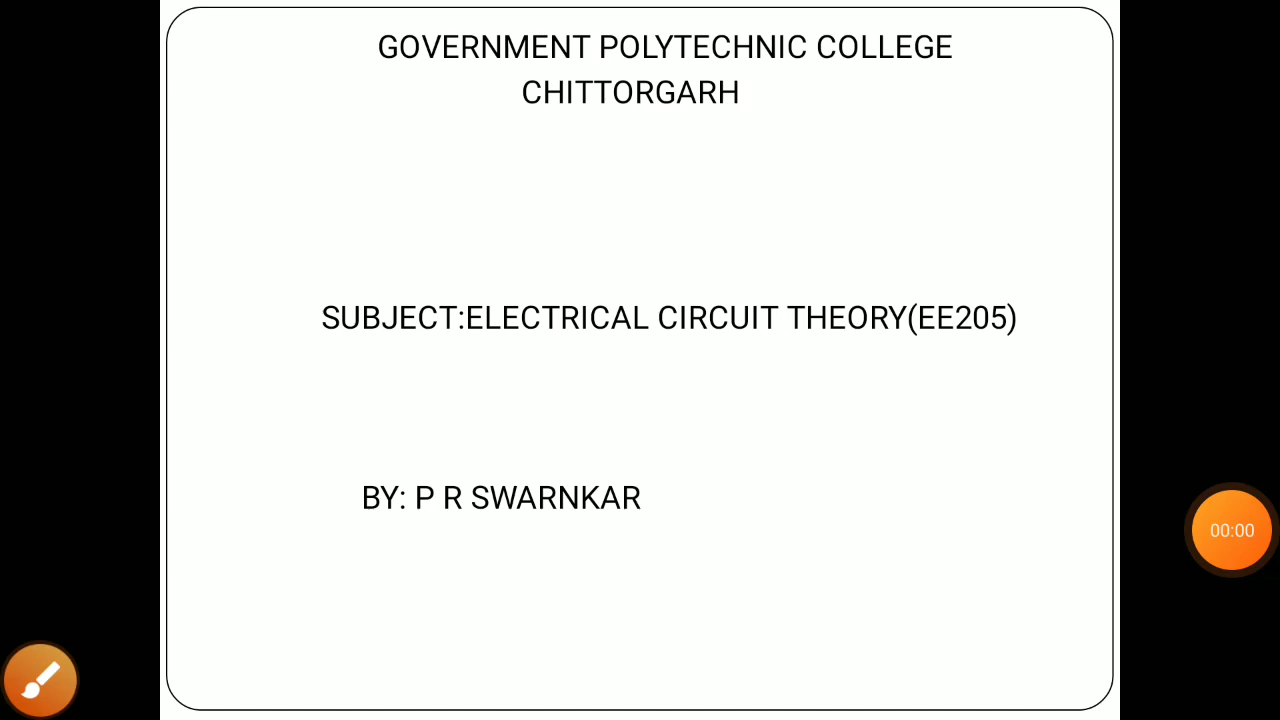 GOVERNMENT POLYTECHNIC COLLEGE
CHITTORGARH
SUBJECT:ELECTRICAL CIRCUIT THEORY(EE205)
BY: P R SWARNKAR
00:00